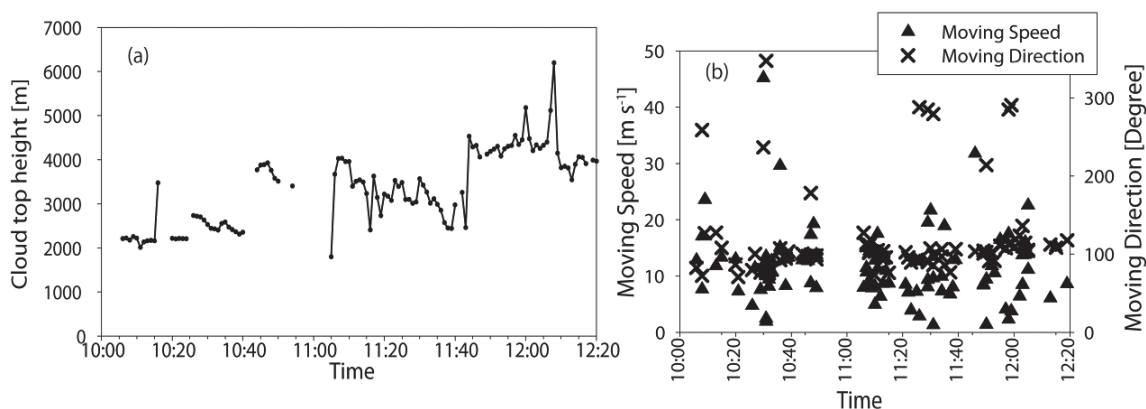 (a)
Cloud top height [m]
7000
6000
5000
4000
3000
2000
1000
0
10:00 10:20 10:40 11:00 11:20 11:40 12:00 12:20
Time
Moving Speed
Moving Direction
(b)
Moving Speed [m s⁻¹]
50
40
30
20
10
0
Moving Direction [Degree]
300
200
100
0
10:00 10:20 10:40 11:00 11:20 11:40 12:00 12:20
Time